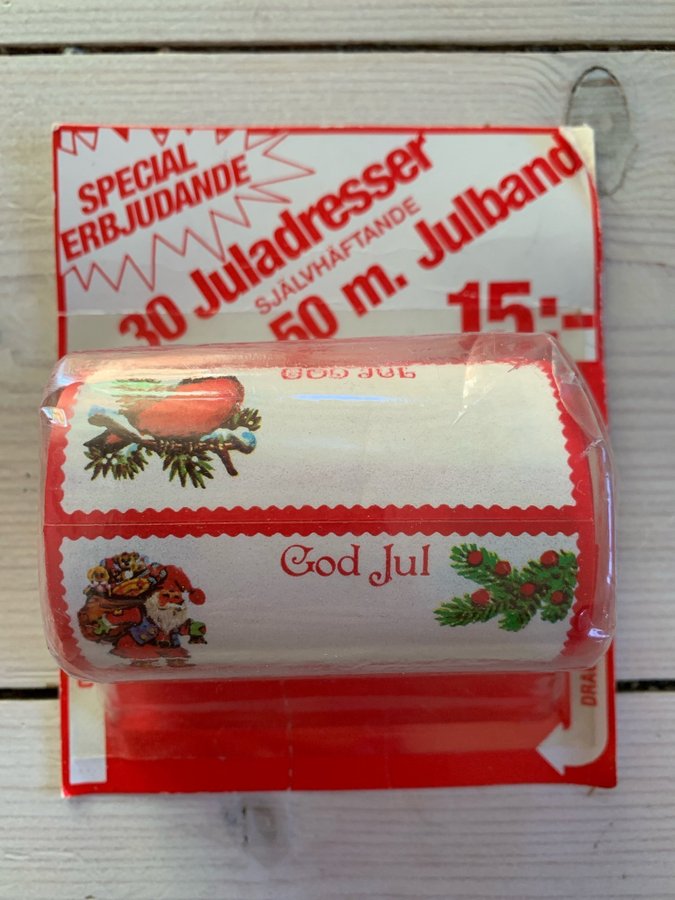 SPECIAL
ERBJUDANDE
30 Juladresser
SJÄLVHÄFTANDE
50 m. Julband
15:-
GOD JUL
God Jul